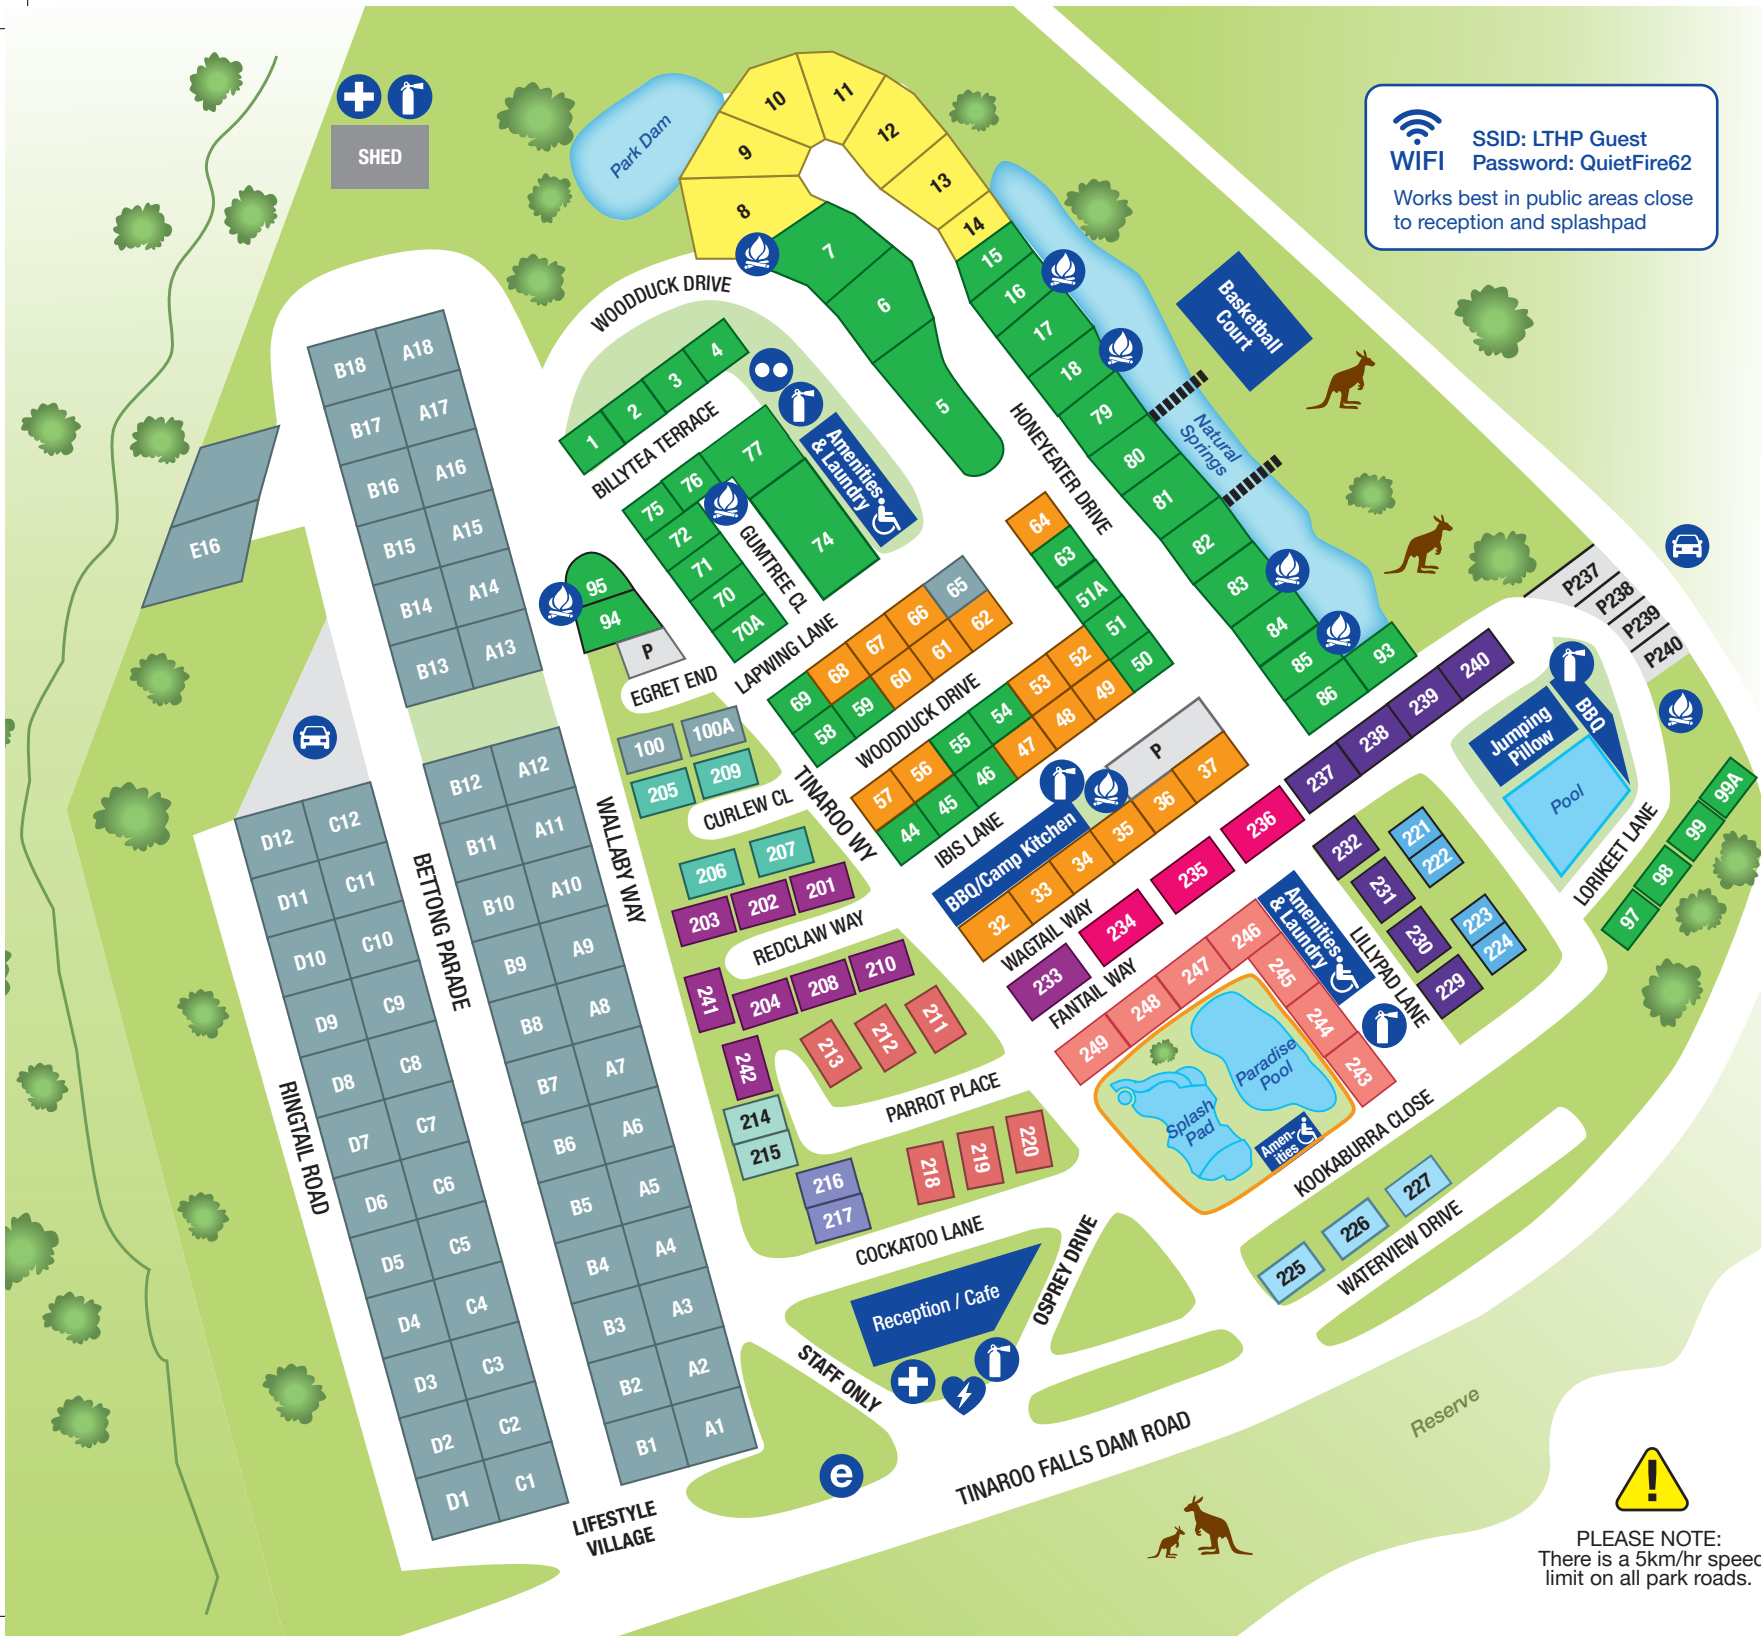 SHED
Park Dam
WIFI
SSID: LTHP Guest
Password: QuietFire62
Works best in public areas close
to reception and splashpad
8
9
10
11
12
13
14
7
6
5
15
16
17
18
79
80
81
82
83
84
85
86
93
WOODDUCK DRIVE
1
2
3
4
BILLYTEA TERRACE
Amenities
& Laundry
77
76
75
74
72
71
70
70A
GUMTREE CL
HONEYEATER DRIVE
Basketball
Court
Natural
Springs
P237
P238
P239
P240
95
94
P
EGRET END
LAPWING LANE
64
63
51A
51
50
65
66
67
68
69
62
61
60
59
58
WOODDUCK DRIVE
52
53
54
55
56
57
49
48
47
46
45
44
IBIS LANE
P
BBQ/Camp Kitchen
37
36
35
34
33
32
WAGTAIL WAY
240
239
238
237
236
235
234
233
FANTAIL WAY
Jumping
Pillow
BBQ
Pool
LORIKEET LANE
99A
99
98
97
232
231
230
229
221
222
223
224
LILLYPAD LANE
Amenities
& Laundry
246
247
248
249
245
244
243
Paradise
Pool
Splash
Pad
Amen-
ities
KOOKABURRA CLOSE
225
226
227
WATERVIEW DRIVE
100
100A
205
209
CURLEW CL
TINAROO WY
206
207
203
202
201
REDCLAW WAY
241
204
208
210
242
213
212
211
PARROT PLACE
214
215
216
217
218
219
220
COCKATOO LANE
Reception / Cafe
OSPREY DRIVE
STAFF ONLY
e
TINAROO FALLS DAM ROAD
Reserve
WALLABY WAY
BETTONG PARADE
RINGTAIL ROAD
LIFESTYLE
VILLAGE
E16
B18 A18
B17 A17
B16 A16
B15 A15
B14 A14
B13 A13
B12 A12
B11 A11
B10 A10
B9 A9
B8 A8
B7 A7
B6 A6
B5 A5
B4 A4
B3 A3
B2 A2
B1 A1
D12 C12
D11 C11
D10 C10
D9 C9
D8 C8
D7 C7
D6 C6
D5 C5
D4 C4
D3 C3
D2 C2
D1 C1
!
PLEASE NOTE:
There is a 5km/hr speed
limit on all park roads.